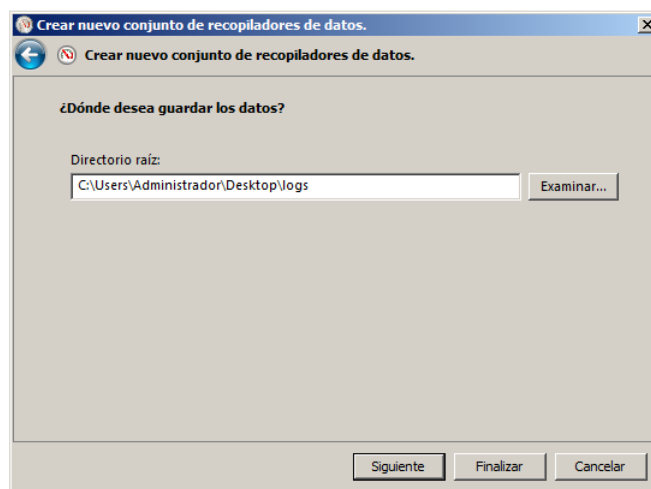 Crear nuevo conjunto de recopiladores de datos.
Crear nuevo conjunto de recopiladores de datos.
¿Dónde desea guardar los datos?
Directorio raíz:
C:\Users\Administrador\Desktop\logs
Examinar...
Siguiente
Finalizar
Cancelar